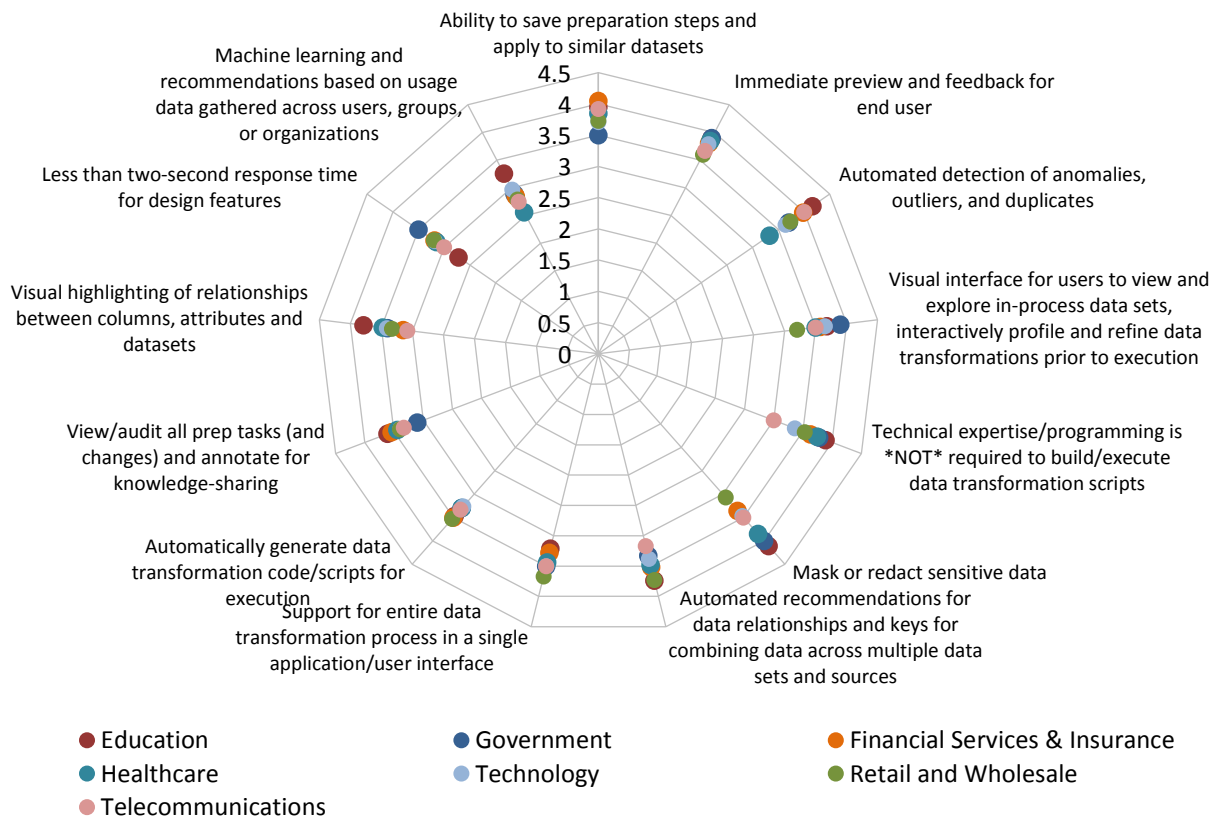 Ability to save preparation steps and
apply to similar datasets
Machine learning and
recommendations based on usage
data gathered across users, groups,
or organizations
Immediate preview and feedback for
end user
Less than two-second response time
for design features
Automated detection of anomalies,
outliers, and duplicates
Visual highlighting of relationships
between columns, attributes and
datasets
Visual interface for users to view and
explore in-process data sets,
interactively profile and refine data
transformations prior to execution
View/audit all prep tasks (and
changes) and annotate for
knowledge-sharing
Technical expertise/programming is
*NOT* required to build/execute
data transformation scripts
Automatically generate data
transformation code/scripts for
execution
Mask or redact sensitive data
Support for entire data
transformation process in a single
application/user interface
Automated recommendations for
data relationships and keys for
combining data across multiple data
sets and sources
4.5
4
3.5
3
2.5
2
1.5
1
0.5
0
Education
Government
Financial Services & Insurance
Healthcare
Technology
Retail and Wholesale
Telecommunications